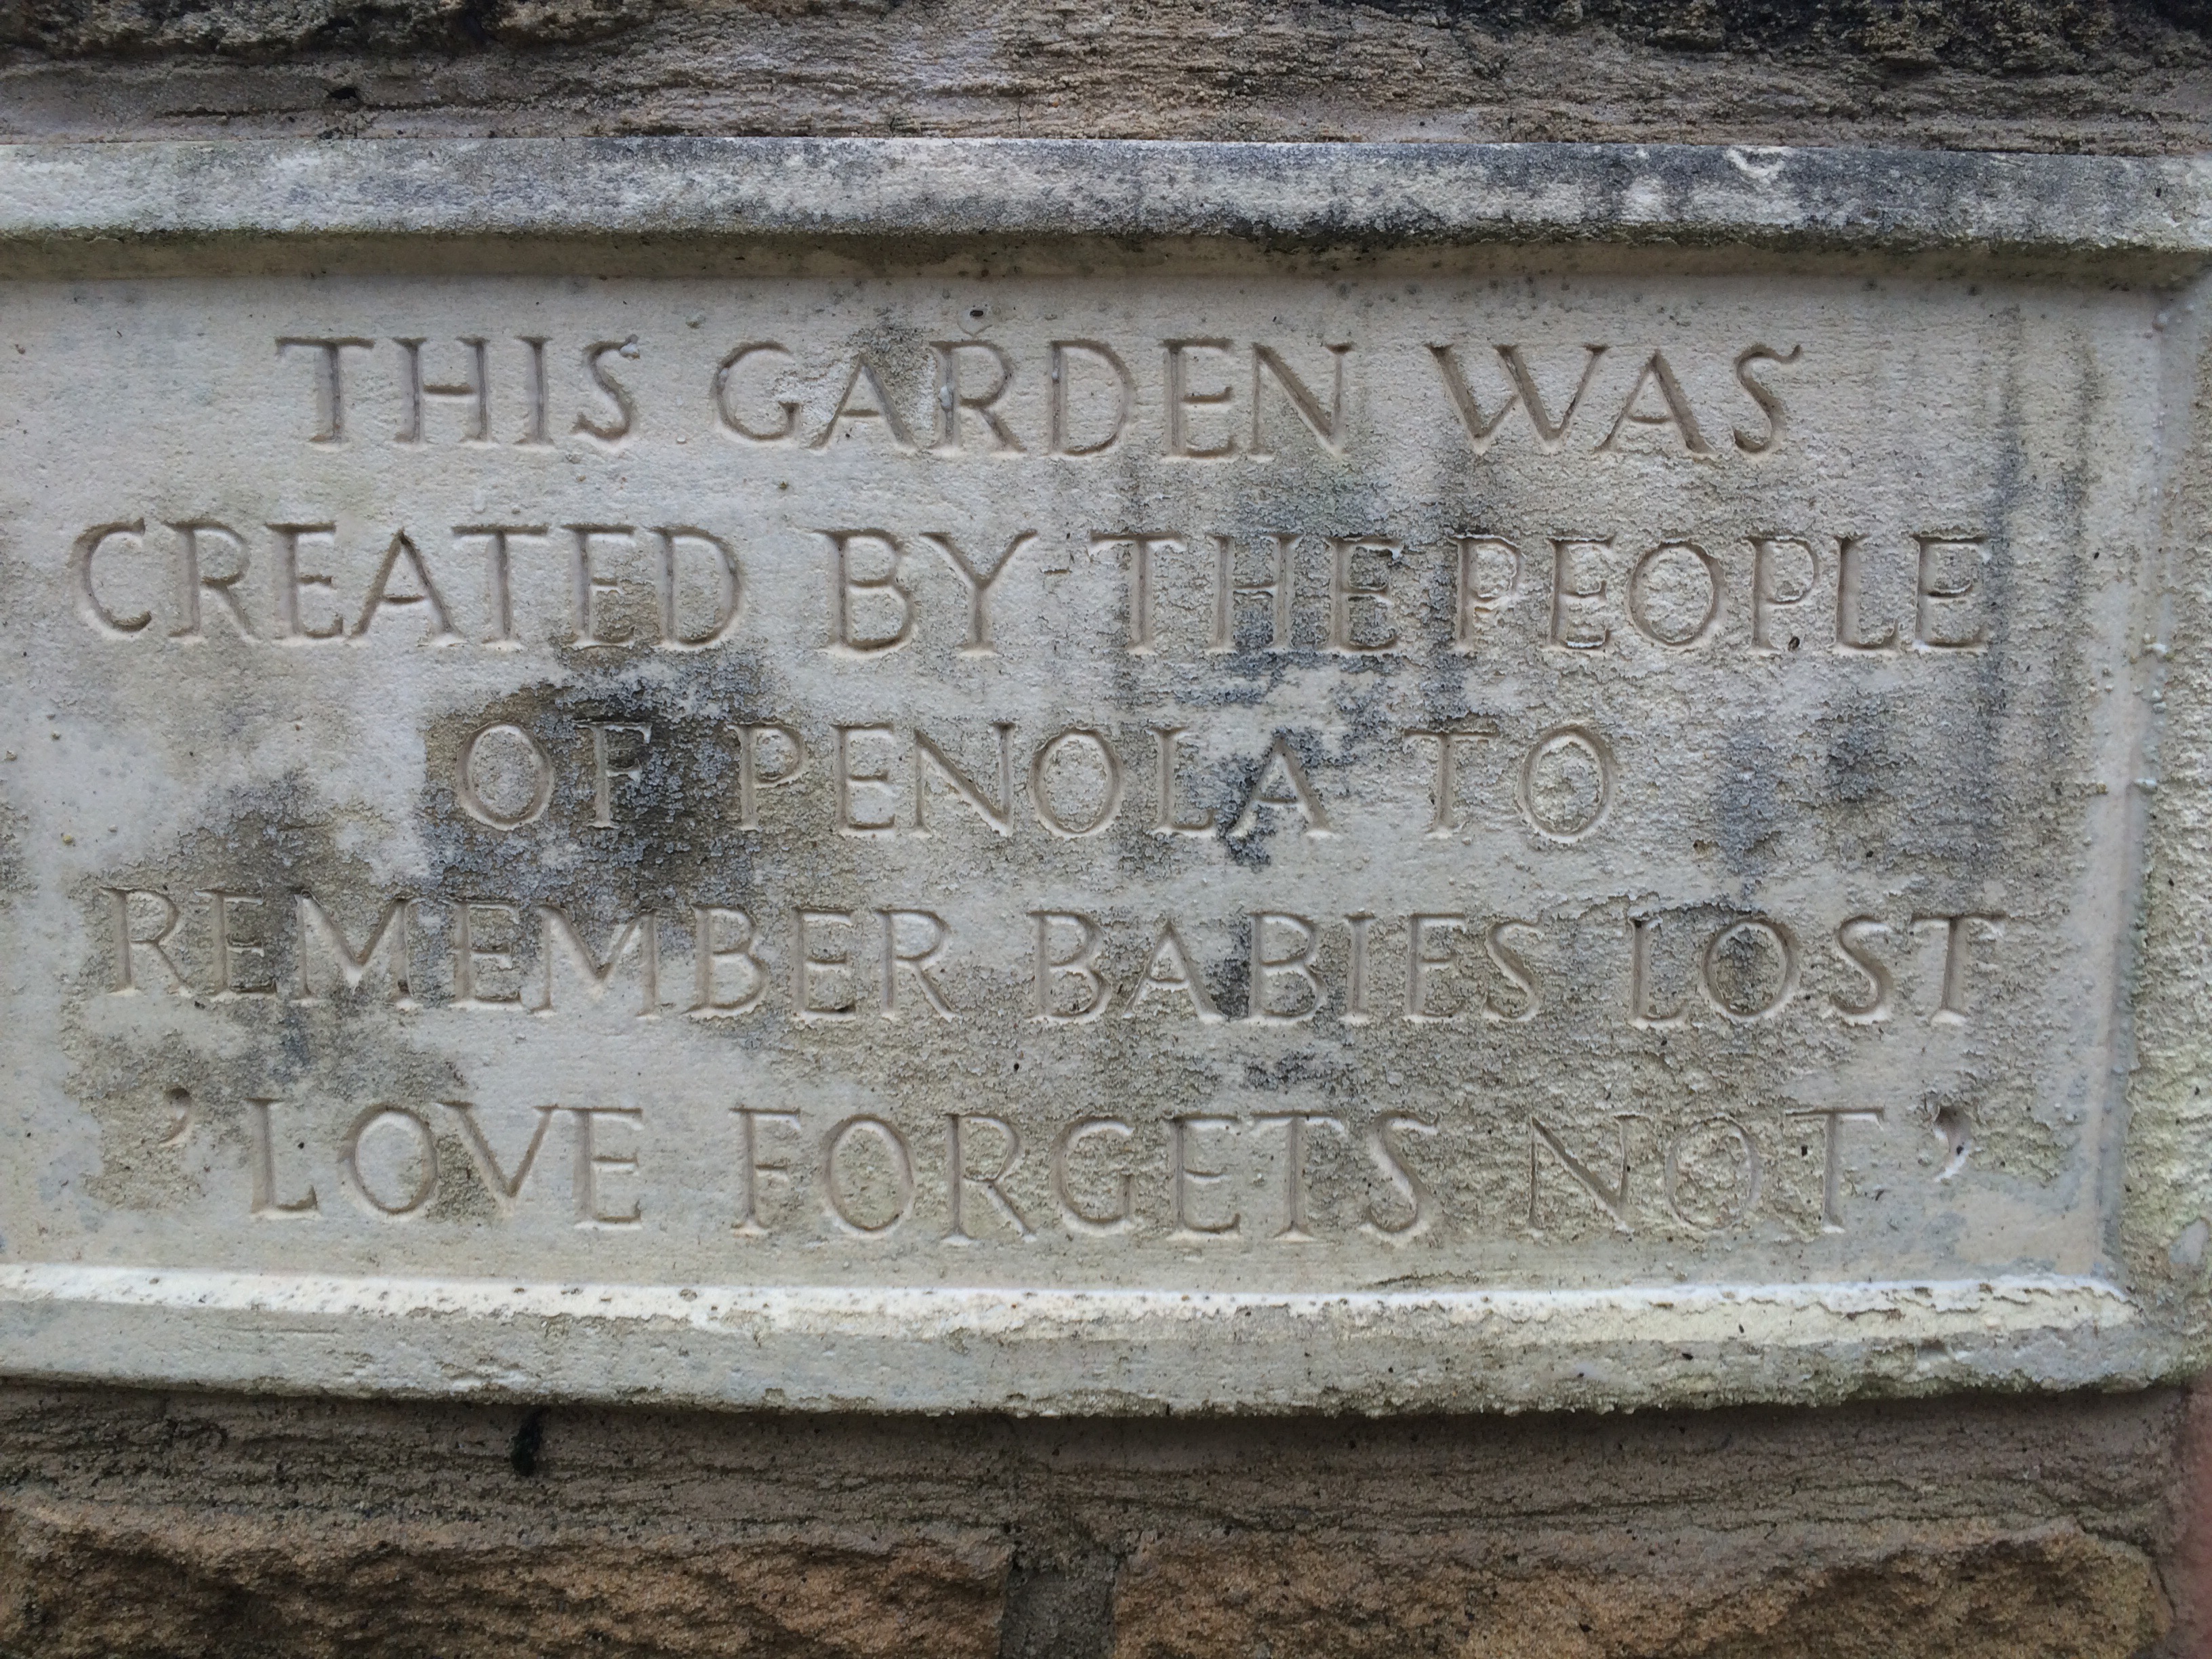 THIS GARDEN WAS
CREATED BY THE PEOPLE
OF PENOLA TO
REMEMBER BABIES LOST
'LOVE FORGETS NOT'